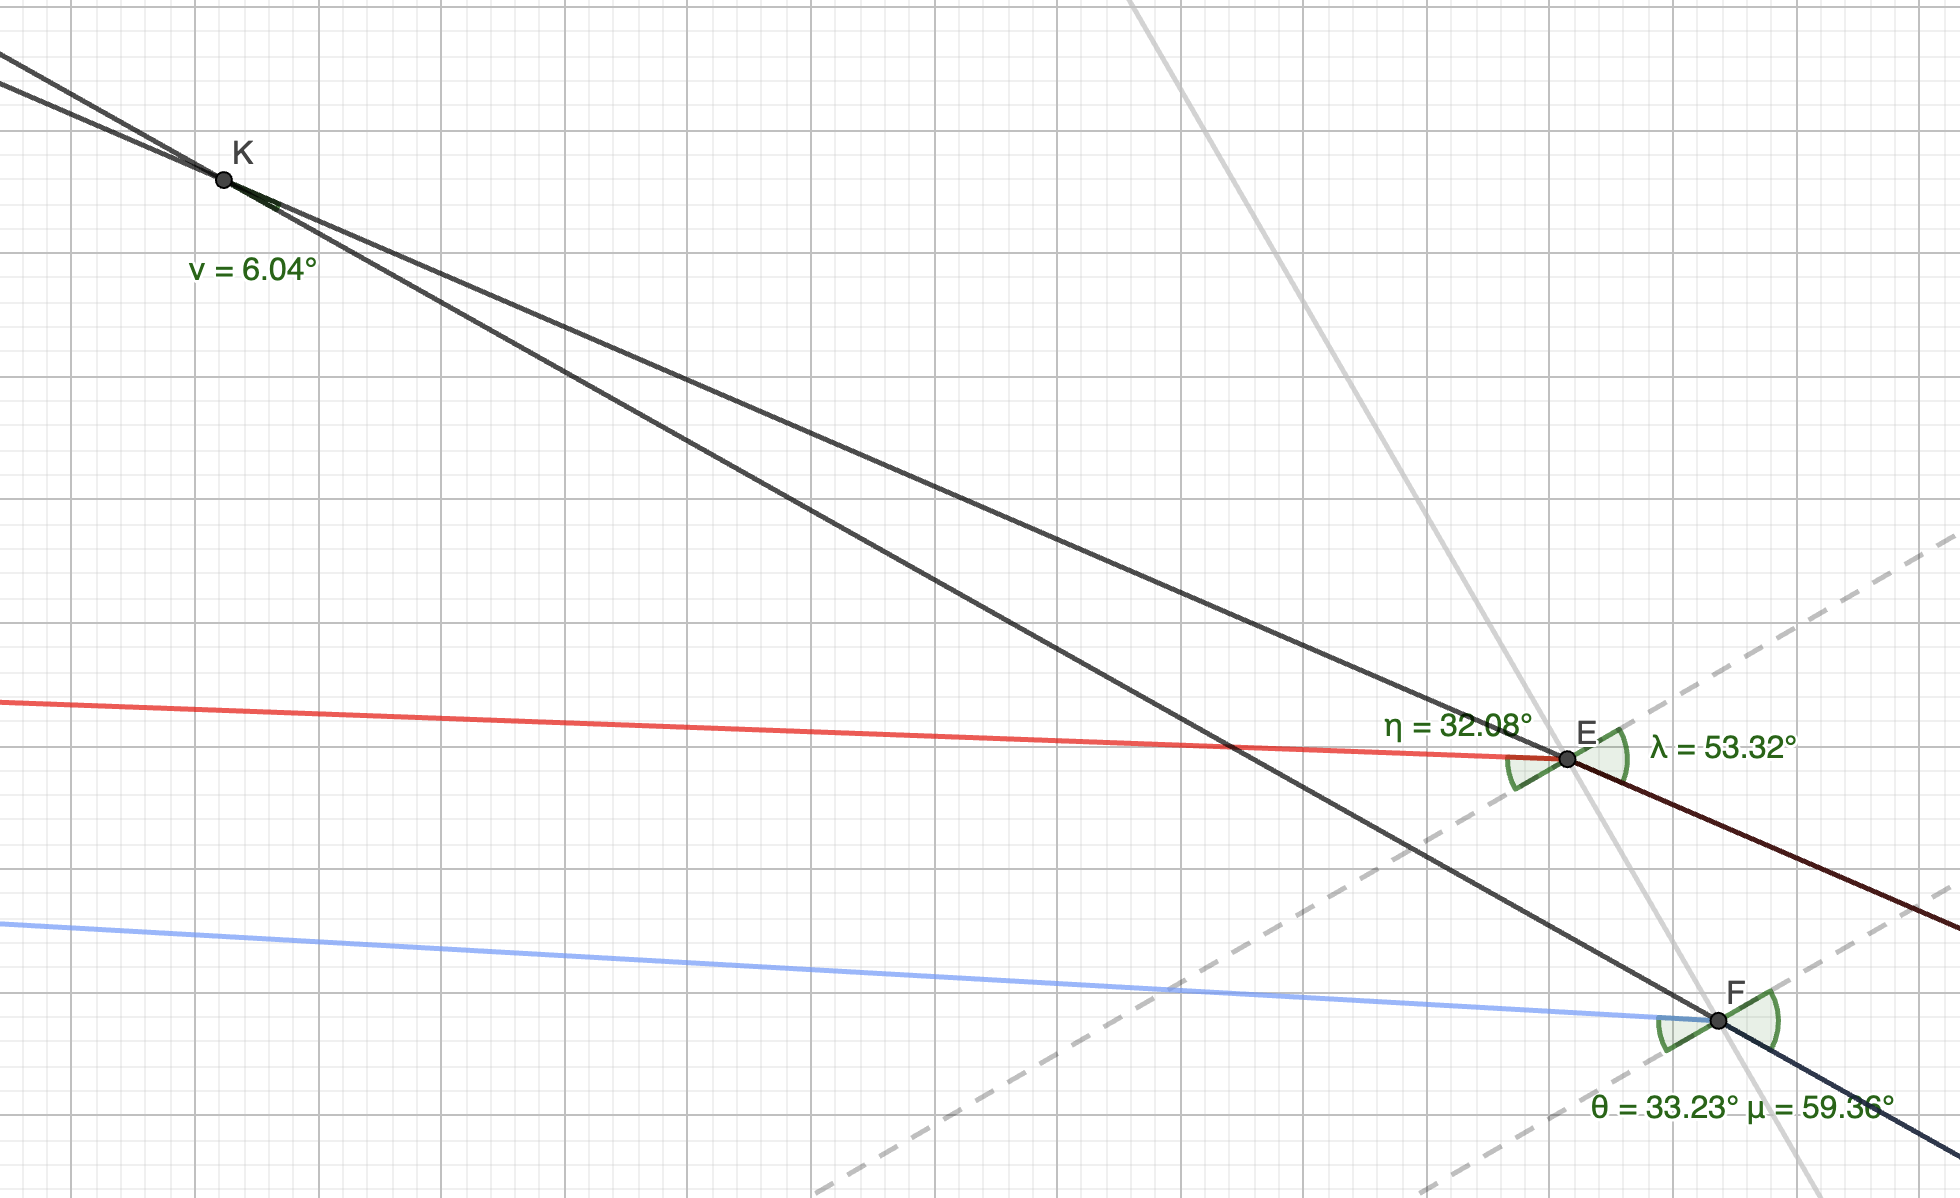 K
ν = 6.04°
η = 32.08°
E
λ = 53.32°
F
θ = 33.23°
μ = 59.36°